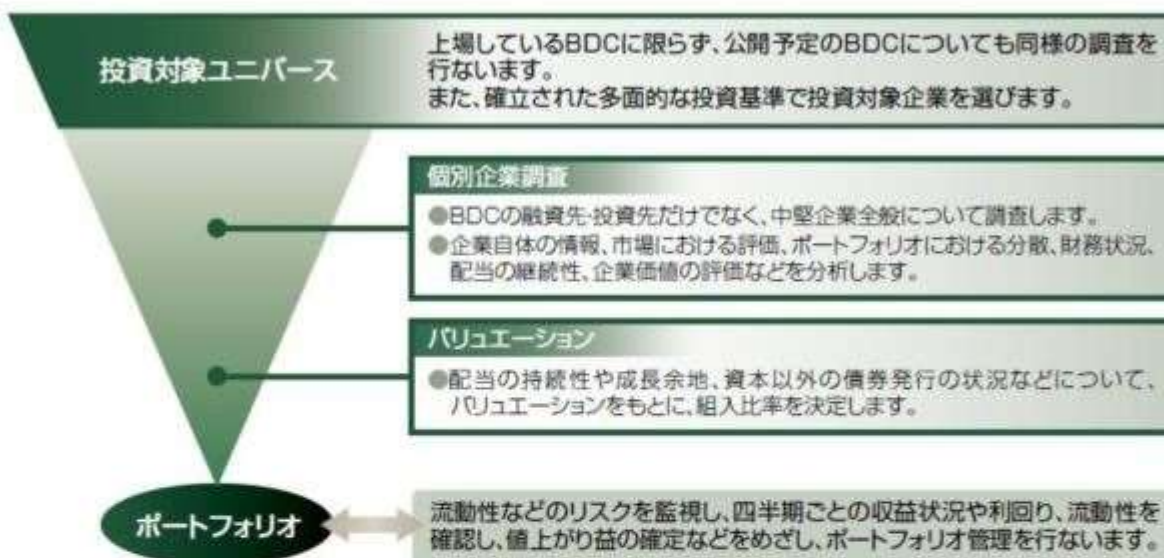 投資対象ユニバース
上場しているBDCに限らず、公開予定のBDCについても同様の調査を
行ないます。
また、確立された多面的な投資基準で投資対象企業を選びます。
個別企業調査
●BDCの融資先・投資先だけでなく、中堅企業全般について調査します。
●企業自体の情報、市場における評価、ポートフォリオにおける分散、財務状況、
配当の継続性、企業価値の評価などを分析します。
バリュエーション
●配当の持続性や成長余地、資本以外の債券発行の状況などについて、
バリュエーションをもとに、組入比率を決定します。
ポートフォリオ
流動性などのリスクを監視し、四半期ごとの収益状況や利回り、流動性を
確認し、値上がり益の確定などをめざし、ポートフォリオ管理を行ないます。